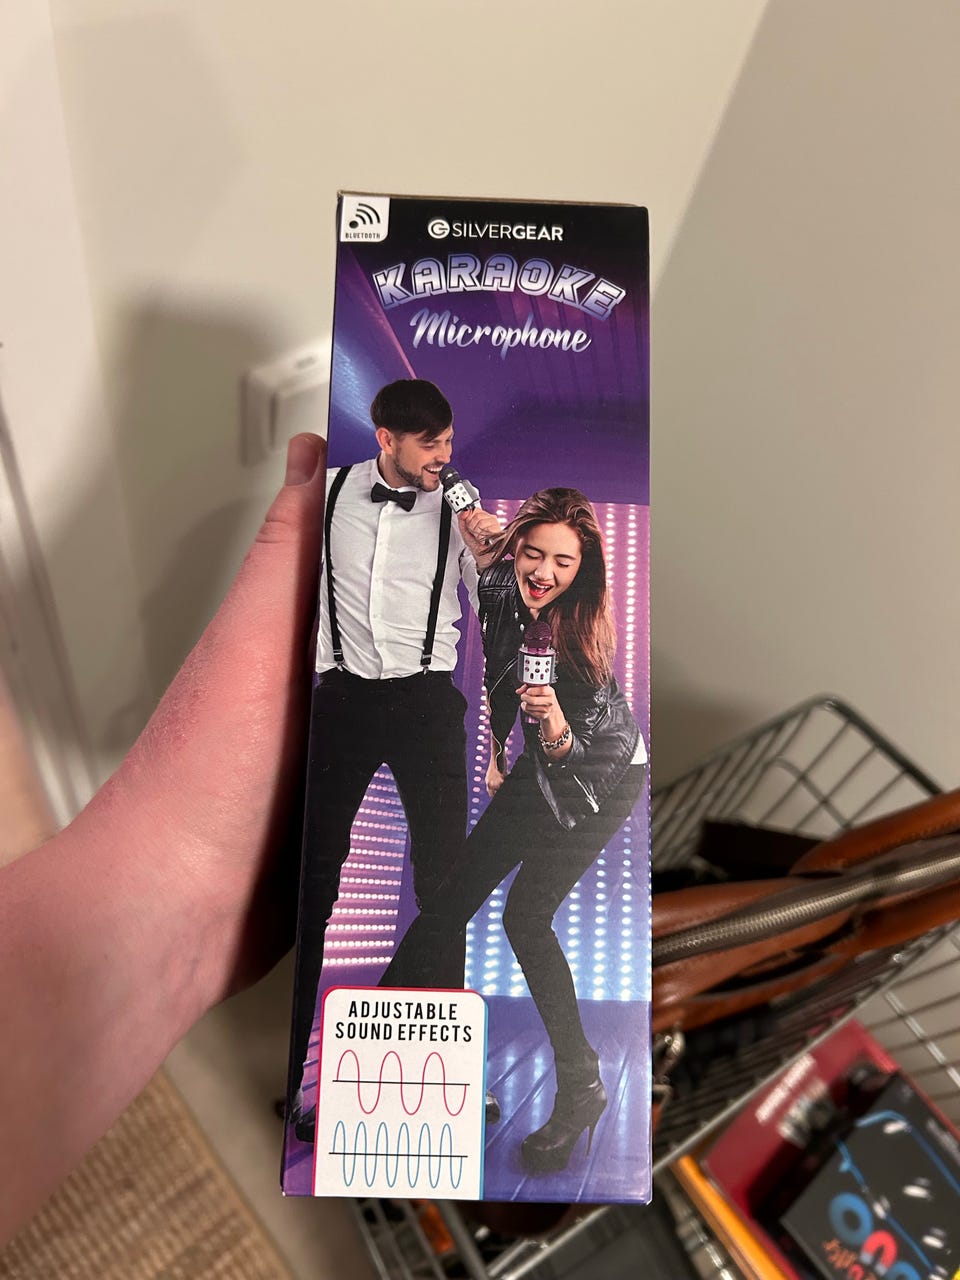 BLUETOOTH
SILVERGEAR
KARAOKE
Microphone
ADJUSTABLE
SOUND EFFECTS